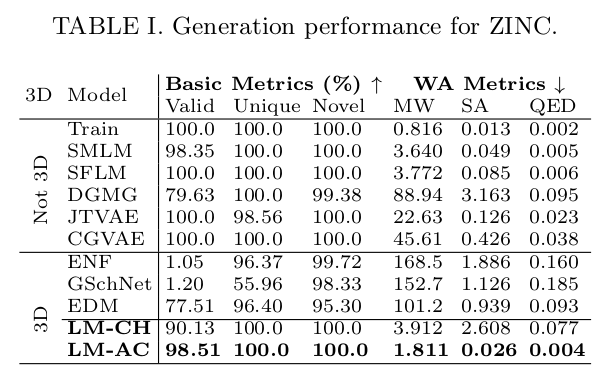 TABLE I. Generation performance for ZINC.
3D Model Basic Metrics (%) ↑ WA Metrics ↓
Valid Unique Novel MW SA QED
Not 3D
Train 100.0 100.0 100.0 0.816 0.013 0.002
SMLM 98.35 100.0 100.0 3.640 0.049 0.005
SFLM 100.0 100.0 100.0 3.772 0.085 0.006
DGMG 79.63 100.0 99.38 88.94 3.163 0.095
JTVAE 100.0 98.56 100.0 22.63 0.126 0.023
CGVAE 100.0 100.0 100.0 45.61 0.426 0.038
3D
ENF 1.05 96.37 99.72 168.5 1.886 0.160
GSchNet 1.20 55.96 98.33 152.7 1.126 0.185
EDM 77.51 96.40 95.30 101.2 0.939 0.093
LM-CH 90.13 100.0 100.0 3.912 2.608 0.077
LM-AC 98.51 100.0 100.0 1.811 0.026 0.004